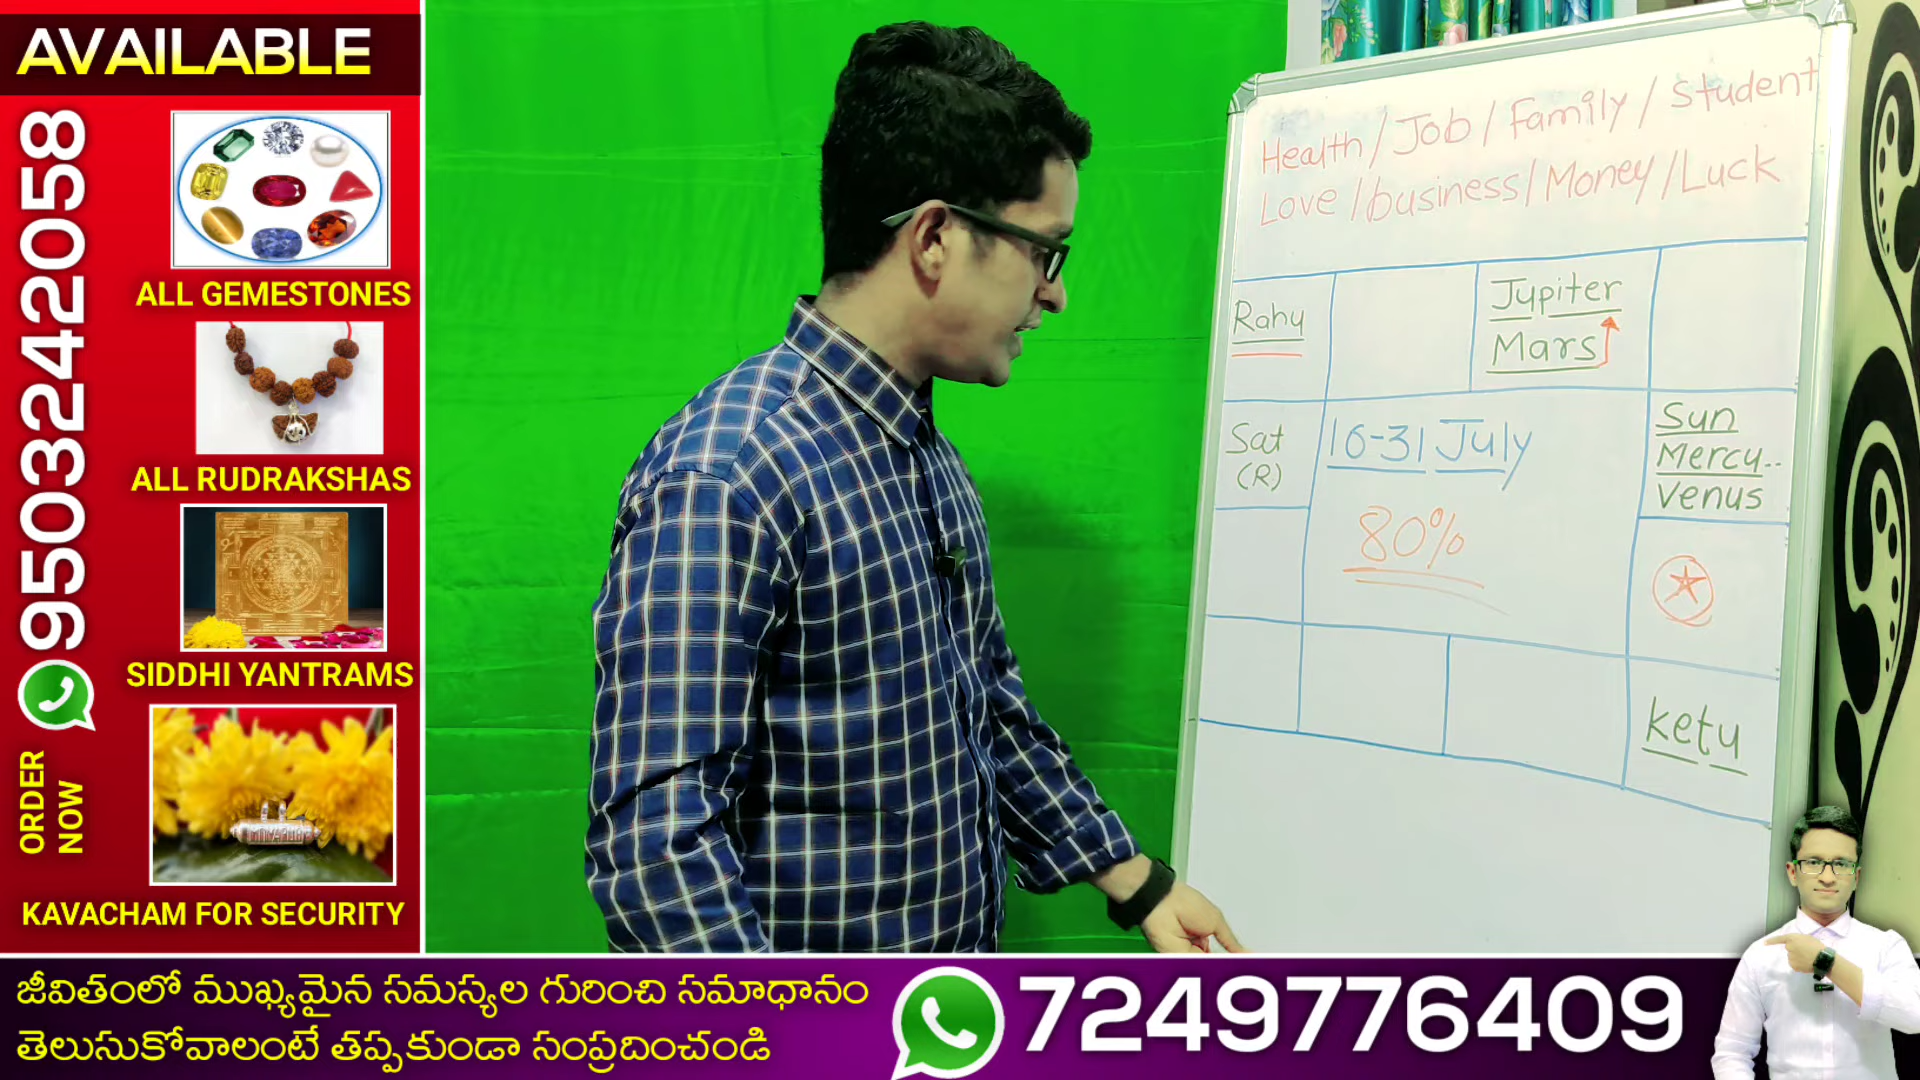 AVAILABLE
9503242058
ORDER
NOW
ALL GEMESTONES
ALL RUDRAKSHAS
SIDDHI YANTRAMS
KAVACHAM FOR SECURITY
Health / Job / Family / Student
Love / business / Money / Luck
Rahu
Jupiter
Mars
Sat
(R)
16-31 July
80%
Sun
Mercu..
Venus
ketu
జీవితంలో ముఖ్యమైన సమస్యల గురించి సమాధానం
తెలుసుకోవాలంటే తప్పకుండా సంప్రదించండి
7249776409